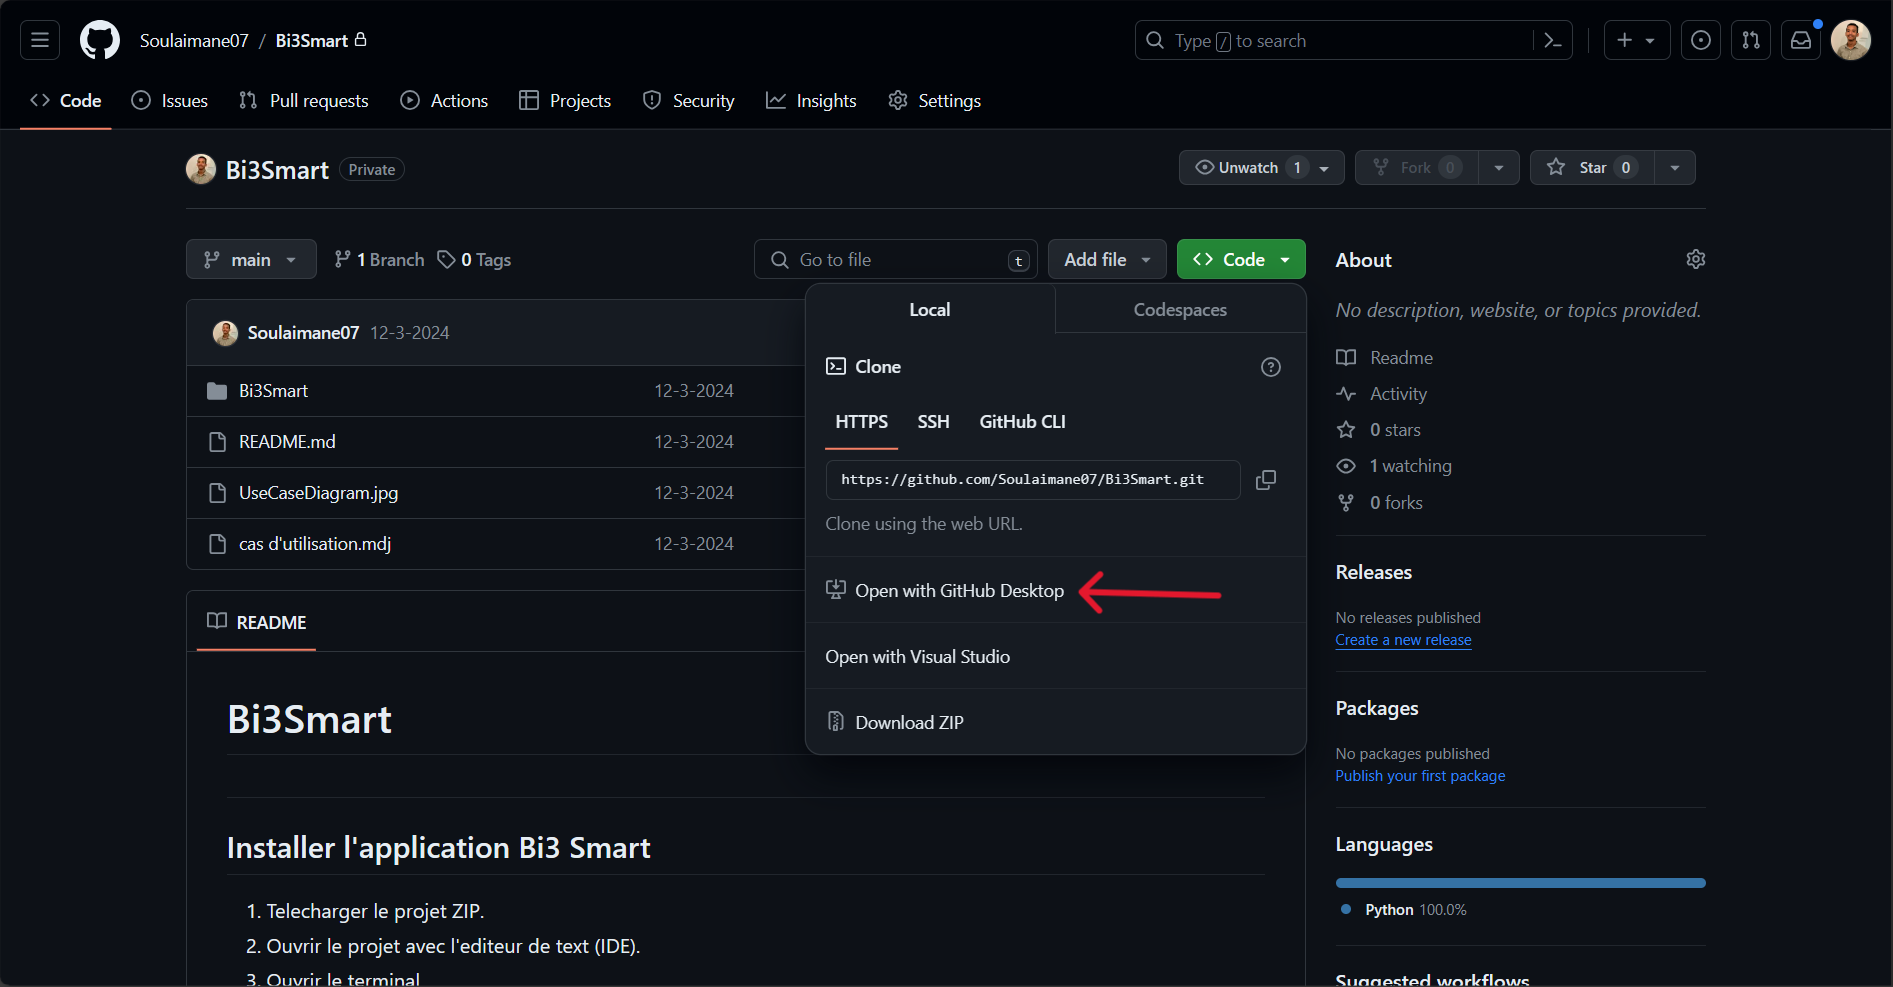 Soulaimane07 / Bi3Smart
Type / to search
Code
Issues
Pull requests
Actions
Projects
Security
Insights
Settings
Bi3Smart Private
Unwatch 1
Fork 0
Star 0
main
1 Branch
0 Tags
Go to file t
Add file
Code
Soulaimane07 12-3-2024
Bi3Smart 12-3-2024
README.md 12-3-2024
UseCaseDiagram.jpg 12-3-2024
cas d'utilisation.mdj 12-3-2024
Local
Codespaces
Clone
HTTPS SSH GitHub CLI
https://github.com/Soulaimane07/Bi3Smart.git
Clone using the web URL.
Open with GitHub Desktop
Open with Visual Studio
Download ZIP
README
Bi3Smart
Installer l'application Bi3 Smart
1. Telecharger le projet ZIP.
2. Ouvrir le projet avec l'editeur de text (IDE).
3. Ouvrir le terminal
About
No description, website, or topics provided.
Readme
Activity
0 stars
1 watching
0 forks
Releases
No releases published
Create a new release
Packages
No packages published
Publish your first package
Languages
Python 100.0%
Suggested workflows